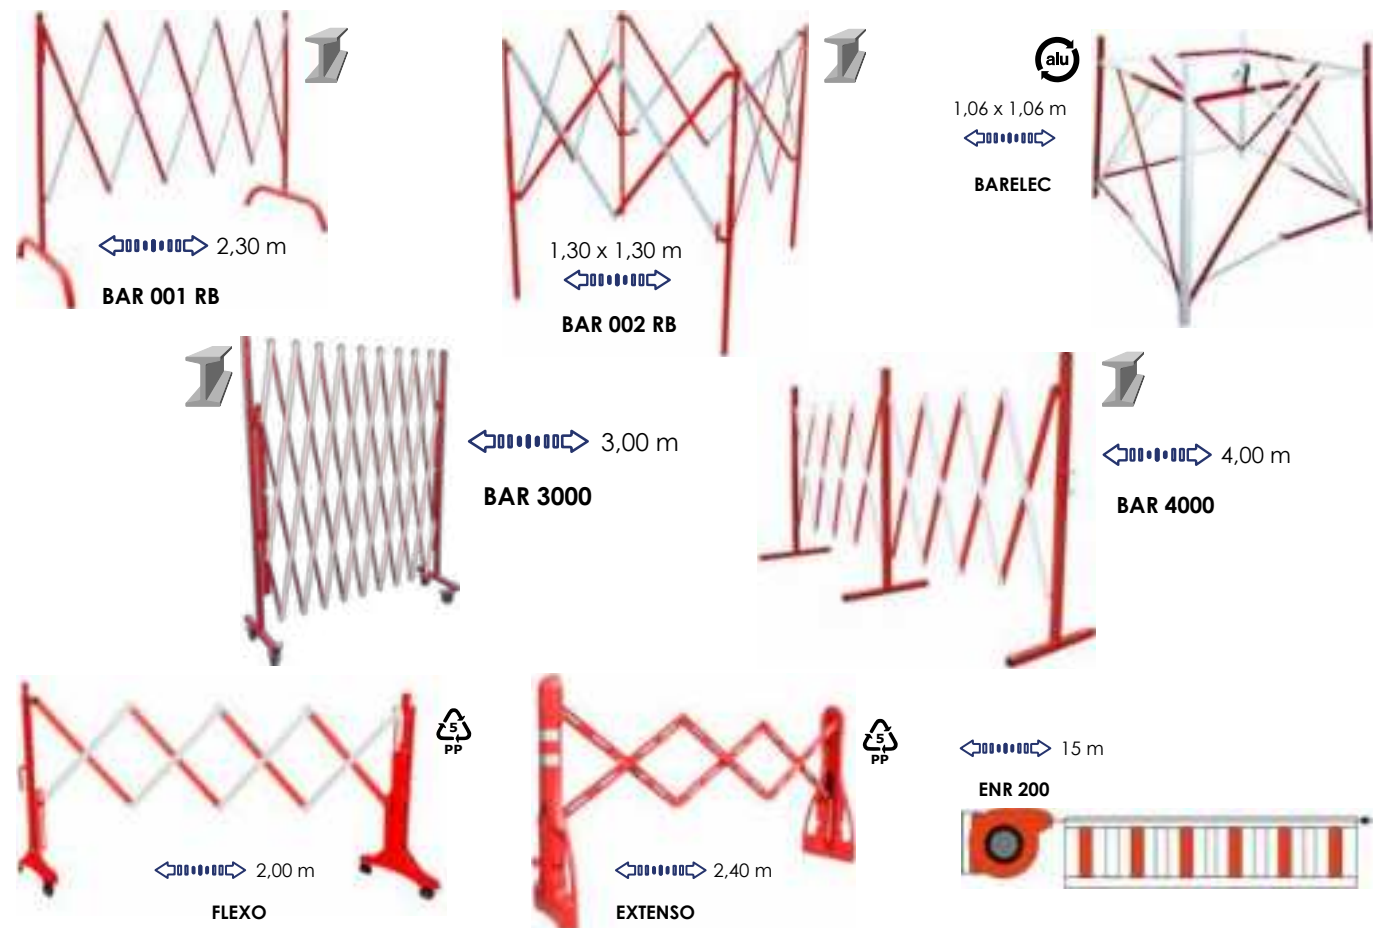 2,30 m
BAR 001 RB
1,30 x 1,30 m
BAR 002 RB
alu
1,06 x 1,06 m
BARELEC
3,00 m
BAR 3000
4,00 m
BAR 4000
5
PP
2,00 m
FLEXO
5
PP
2,40 m
EXTENSO
15 m
ENR 200